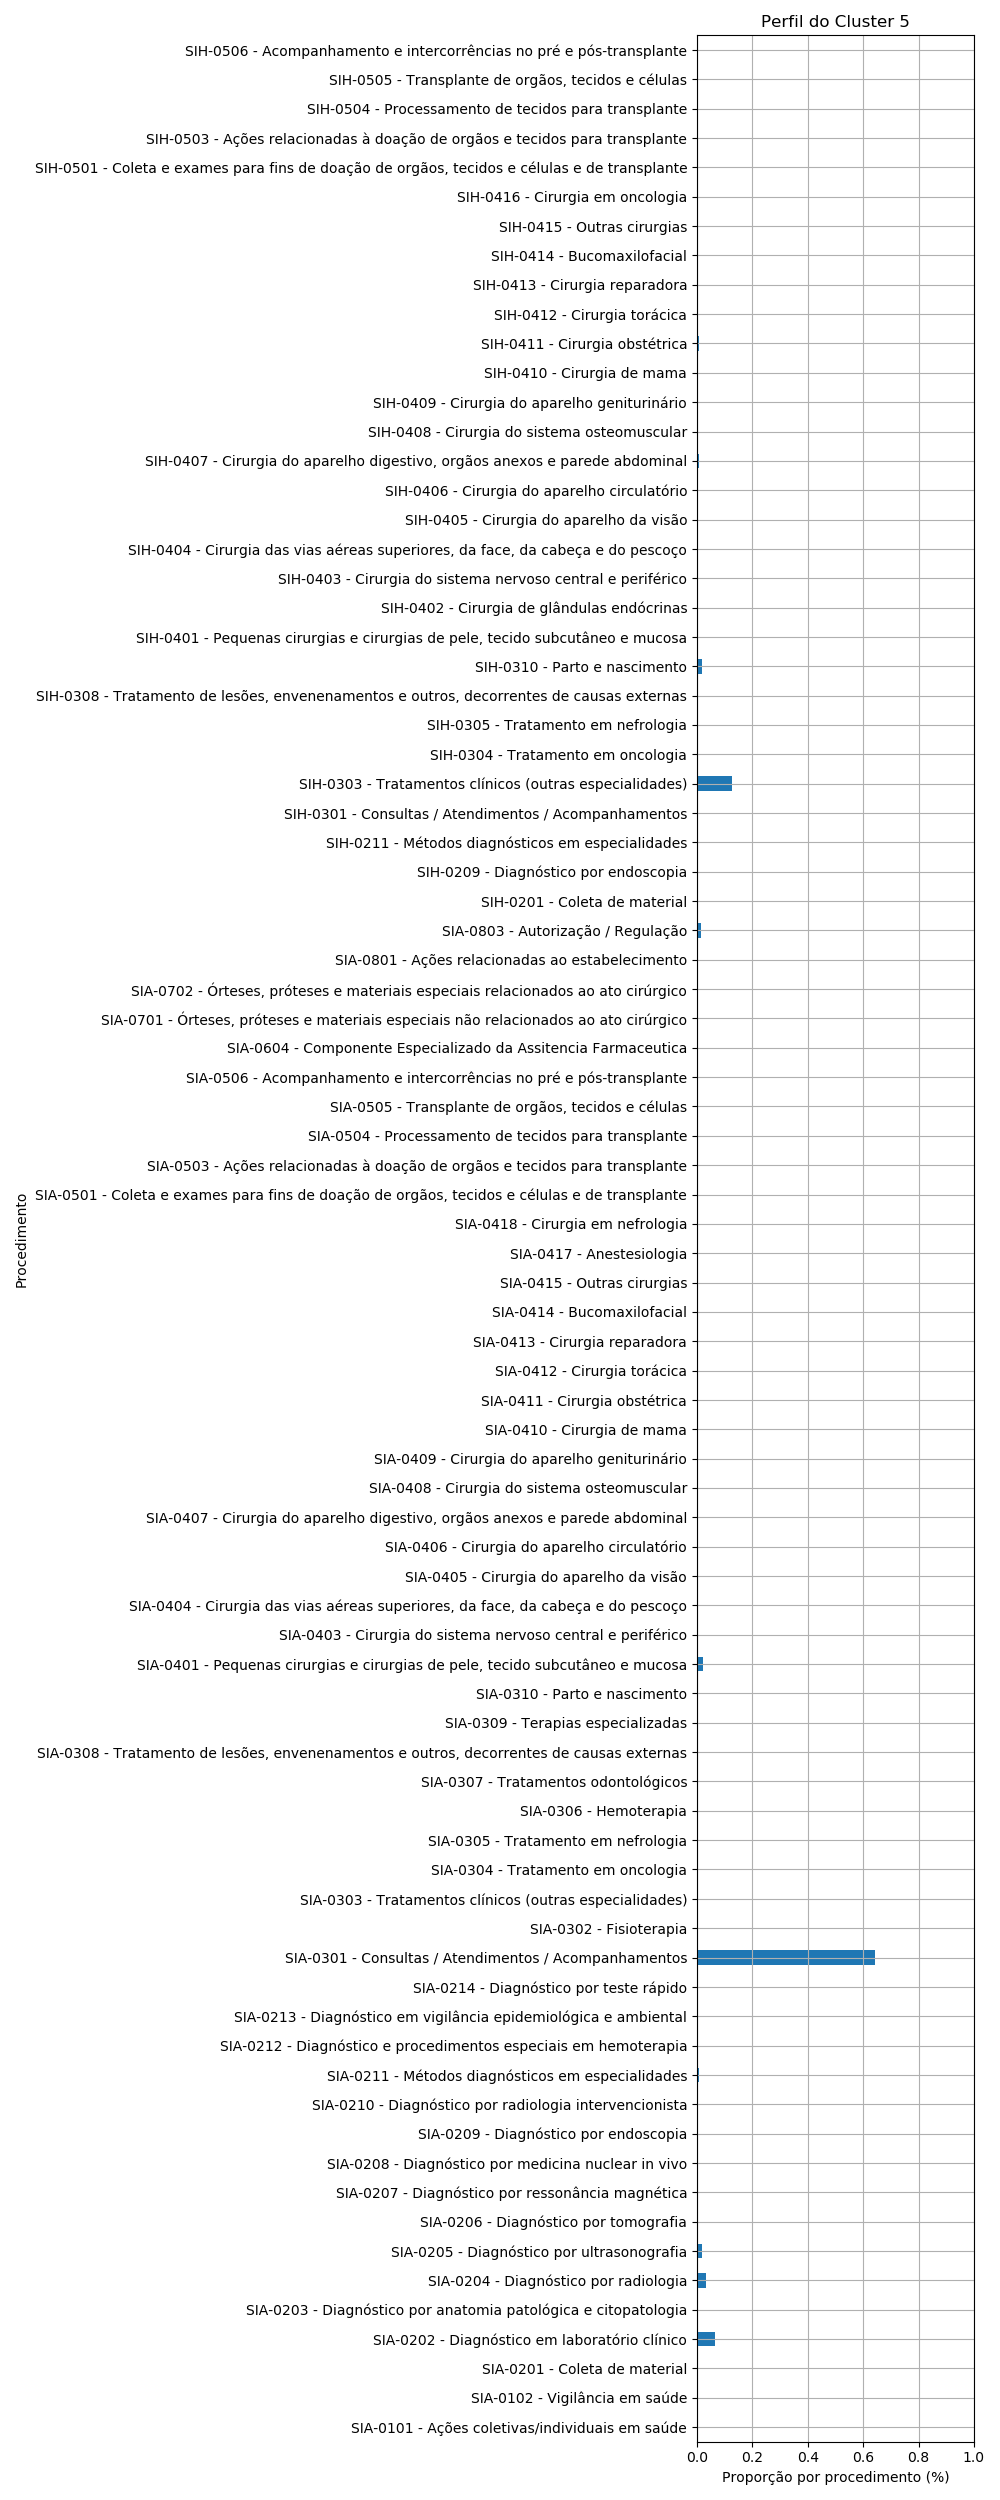 Perfil do Cluster 5
SIH-0506 - Acompanhamento e intercorrências no pré e pós-transplante
SIH-0505 - Transplante de orgãos, tecidos e células
SIH-0504 - Processamento de tecidos para transplante
SIH-0503 - Ações relacionadas à doação de orgãos e tecidos para transplante
SIH-0501 - Coleta e exames para fins de doação de orgãos, tecidos e células e de transplante
SIH-0416 - Cirurgia em oncologia
SIH-0415 - Outras cirurgias
SIH-0414 - Bucomaxilofacial
SIH-0413 - Cirurgia reparadora
SIH-0412 - Cirurgia torácica
SIH-0411 - Cirurgia obstétrica
SIH-0410 - Cirurgia de mama
SIH-0409 - Cirurgia do aparelho geniturinário
SIH-0408 - Cirurgia do sistema osteomuscular
SIH-0407 - Cirurgia do aparelho digestivo, orgãos anexos e parede abdominal
SIH-0406 - Cirurgia do aparelho circulatório
SIH-0405 - Cirurgia do aparelho da visão
SIH-0404 - Cirurgia das vias aéreas superiores, da face, da cabeça e do pescoço
SIH-0403 - Cirurgia do sistema nervoso central e periférico
SIH-0402 - Cirurgia de glândulas endócrinas
SIH-0401 - Pequenas cirurgias e cirurgias de pele, tecido subcutâneo e mucosa
SIH-0310 - Parto e nascimento
SIH-0308 - Tratamento de lesões, envenenamentos e outros, decorrentes de causas externas
SIH-0305 - Tratamento em nefrologia
SIH-0304 - Tratamento em oncologia
SIH-0303 - Tratamentos clínicos (outras especialidades)
SIH-0301 - Consultas / Atendimentos / Acompanhamentos
SIH-0211 - Métodos diagnósticos em especialidades
SIH-0209 - Diagnóstico por endoscopia
SIH-0201 - Coleta de material
SIA-0803 - Autorização / Regulação
SIA-0801 - Ações relacionadas ao estabelecimento
SIA-0702 - Órteses, próteses e materiais especiais relacionados ao ato cirúrgico
SIA-0701 - Órteses, próteses e materiais especiais não relacionados ao ato cirúrgico
SIA-0604 - Componente Especializado da Assitencia Farmaceutica
SIA-0506 - Acompanhamento e intercorrências no pré e pós-transplante
SIA-0505 - Transplante de orgãos, tecidos e células
SIA-0504 - Processamento de tecidos para transplante
SIA-0503 - Ações relacionadas à doação de orgãos e tecidos para transplante
SIA-0501 - Coleta e exames para fins de doação de orgãos, tecidos e células e de transplante
SIA-0418 - Cirurgia em nefrologia
SIA-0417 - Anestesiologia
SIA-0415 - Outras cirurgias
SIA-0414 - Bucomaxilofacial
SIA-0413 - Cirurgia reparadora
SIA-0412 - Cirurgia torácica
SIA-0411 - Cirurgia obstétrica
SIA-0410 - Cirurgia de mama
SIA-0409 - Cirurgia do aparelho geniturinário
SIA-0408 - Cirurgia do sistema osteomuscular
SIA-0407 - Cirurgia do aparelho digestivo, orgãos anexos e parede abdominal
SIA-0406 - Cirurgia do aparelho circulatório
SIA-0405 - Cirurgia do aparelho da visão
SIA-0404 - Cirurgia das vias aéreas superiores, da face, da cabeça e do pescoço
SIA-0403 - Cirurgia do sistema nervoso central e periférico
SIA-0401 - Pequenas cirurgias e cirurgias de pele, tecido subcutâneo e mucosa
SIA-0310 - Parto e nascimento
SIA-0309 - Terapias especializadas
SIA-0308 - Tratamento de lesões, envenenamentos e outros, decorrentes de causas externas
SIA-0307 - Tratamentos odontológicos
SIA-0306 - Hemoterapia
SIA-0305 - Tratamento em nefrologia
SIA-0304 - Tratamento em oncologia
SIA-0303 - Tratamentos clínicos (outras especialidades)
SIA-0302 - Fisioterapia
SIA-0301 - Consultas / Atendimentos / Acompanhamentos
SIA-0214 - Diagnóstico por teste rápido
SIA-0213 - Diagnóstico em vigilância epidemiológica e ambiental
SIA-0212 - Diagnóstico e procedimentos especiais em hemoterapia
SIA-0211 - Métodos diagnósticos em especialidades
SIA-0210 - Diagnóstico por radiologia intervencionista
SIA-0209 - Diagnóstico por endoscopia
SIA-0208 - Diagnóstico por medicina nuclear in vivo
SIA-0207 - Diagnóstico por ressonância magnética
SIA-0206 - Diagnóstico por tomografia
SIA-0205 - Diagnóstico por ultrasonografia
SIA-0204 - Diagnóstico por radiologia
SIA-0203 - Diagnóstico por anatomia patológica e citopatologia
SIA-0202 - Diagnóstico em laboratório clínico
SIA-0201 - Coleta de material
SIA-0102 - Vigilância em saúde
SIA-0101 - Ações coletivas/individuais em saúde
Procedimento
0.0 0.2 0.4 0.6 0.8 1.0
Proporção por procedimento (%)